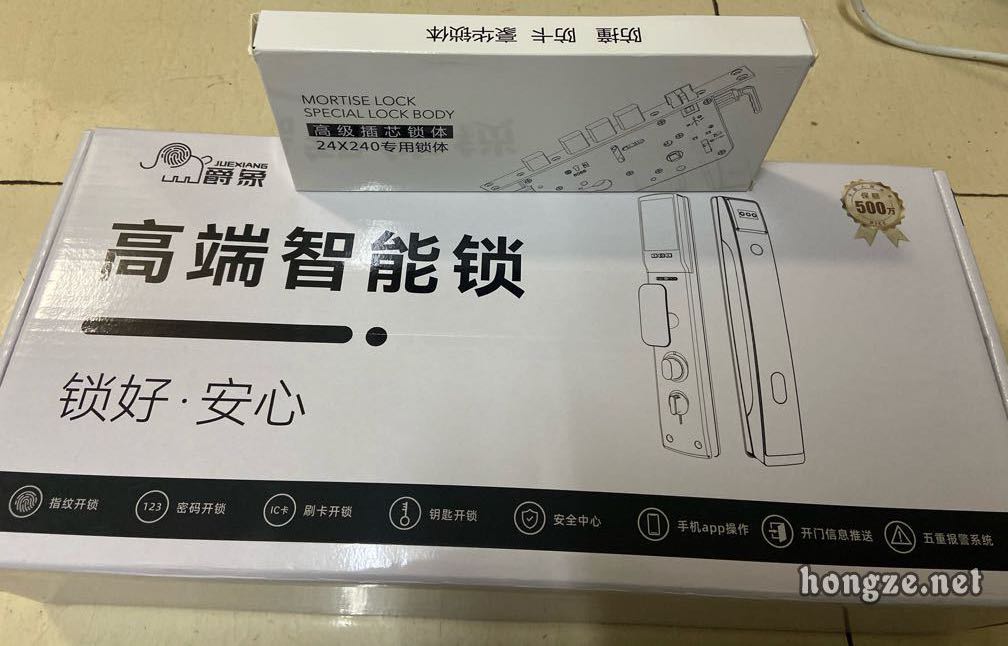 防撞 防卡 豪华锁体
MORTISE LOCK
SPECIAL LOCK BODY
高级插芯锁体
24X240专用锁体
JUEXIANG
爵象
保额
500万
高端智能锁
锁好·安心
指纹开锁
123
密码开锁
IC卡
刷卡开锁
钥匙开锁
安全中心
手机app操作
开门信息推送
五重报警系统
hongze.net